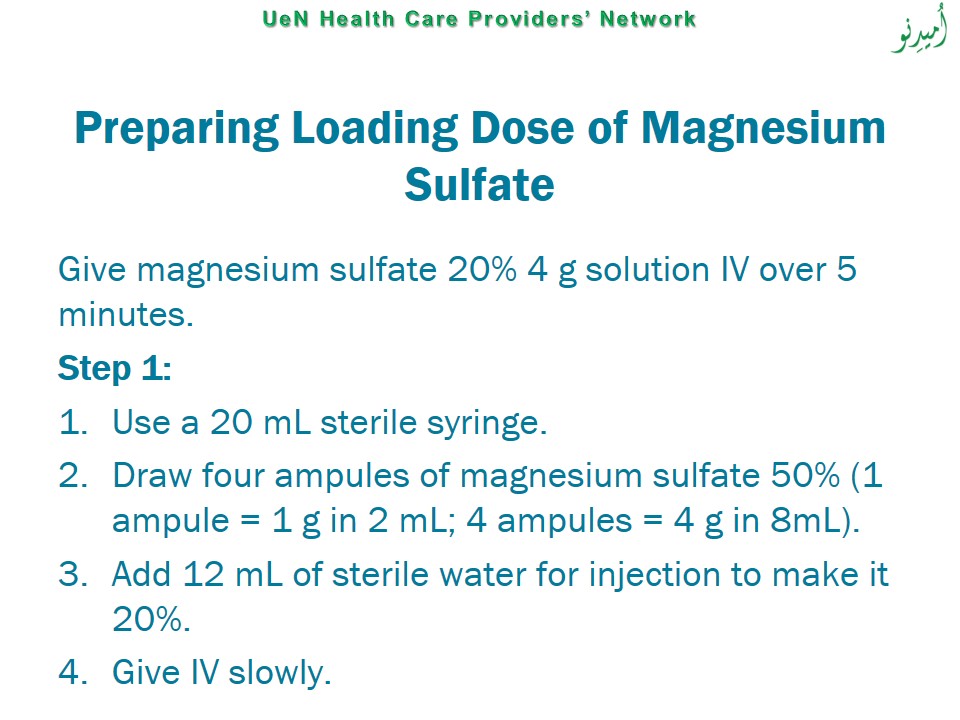 UeN Health Care Providers’ Network
اُمیدِنو
Preparing Loading Dose of Magnesium
Sulfate
Give magnesium sulfate 20% 4 g solution IV over 5
minutes.
Step 1:
1. Use a 20 mL sterile syringe.
2. Draw four ampules of magnesium sulfate 50% (1
ampule = 1 g in 2 mL; 4 ampules = 4 g in 8mL).
3. Add 12 mL of sterile water for injection to make it
20%.
4. Give IV slowly.